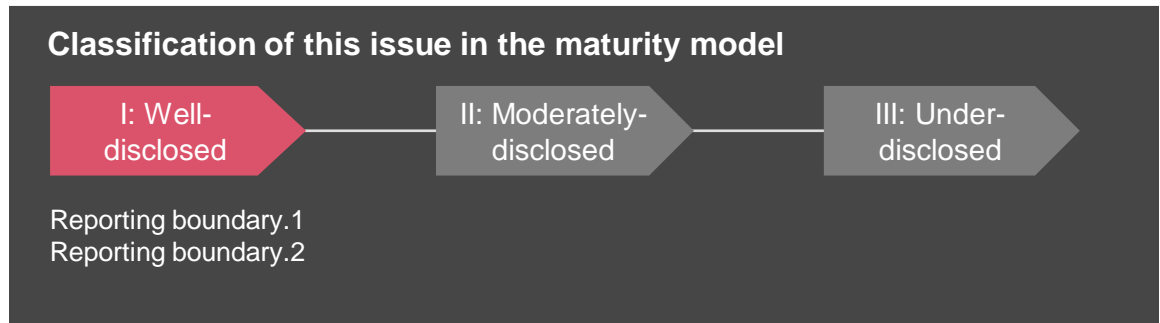 Classification of this issue in the maturity model
I: Well-
disclosed
II: Moderately-
disclosed
III: Under-
disclosed
Reporting boundary.1
Reporting boundary.2